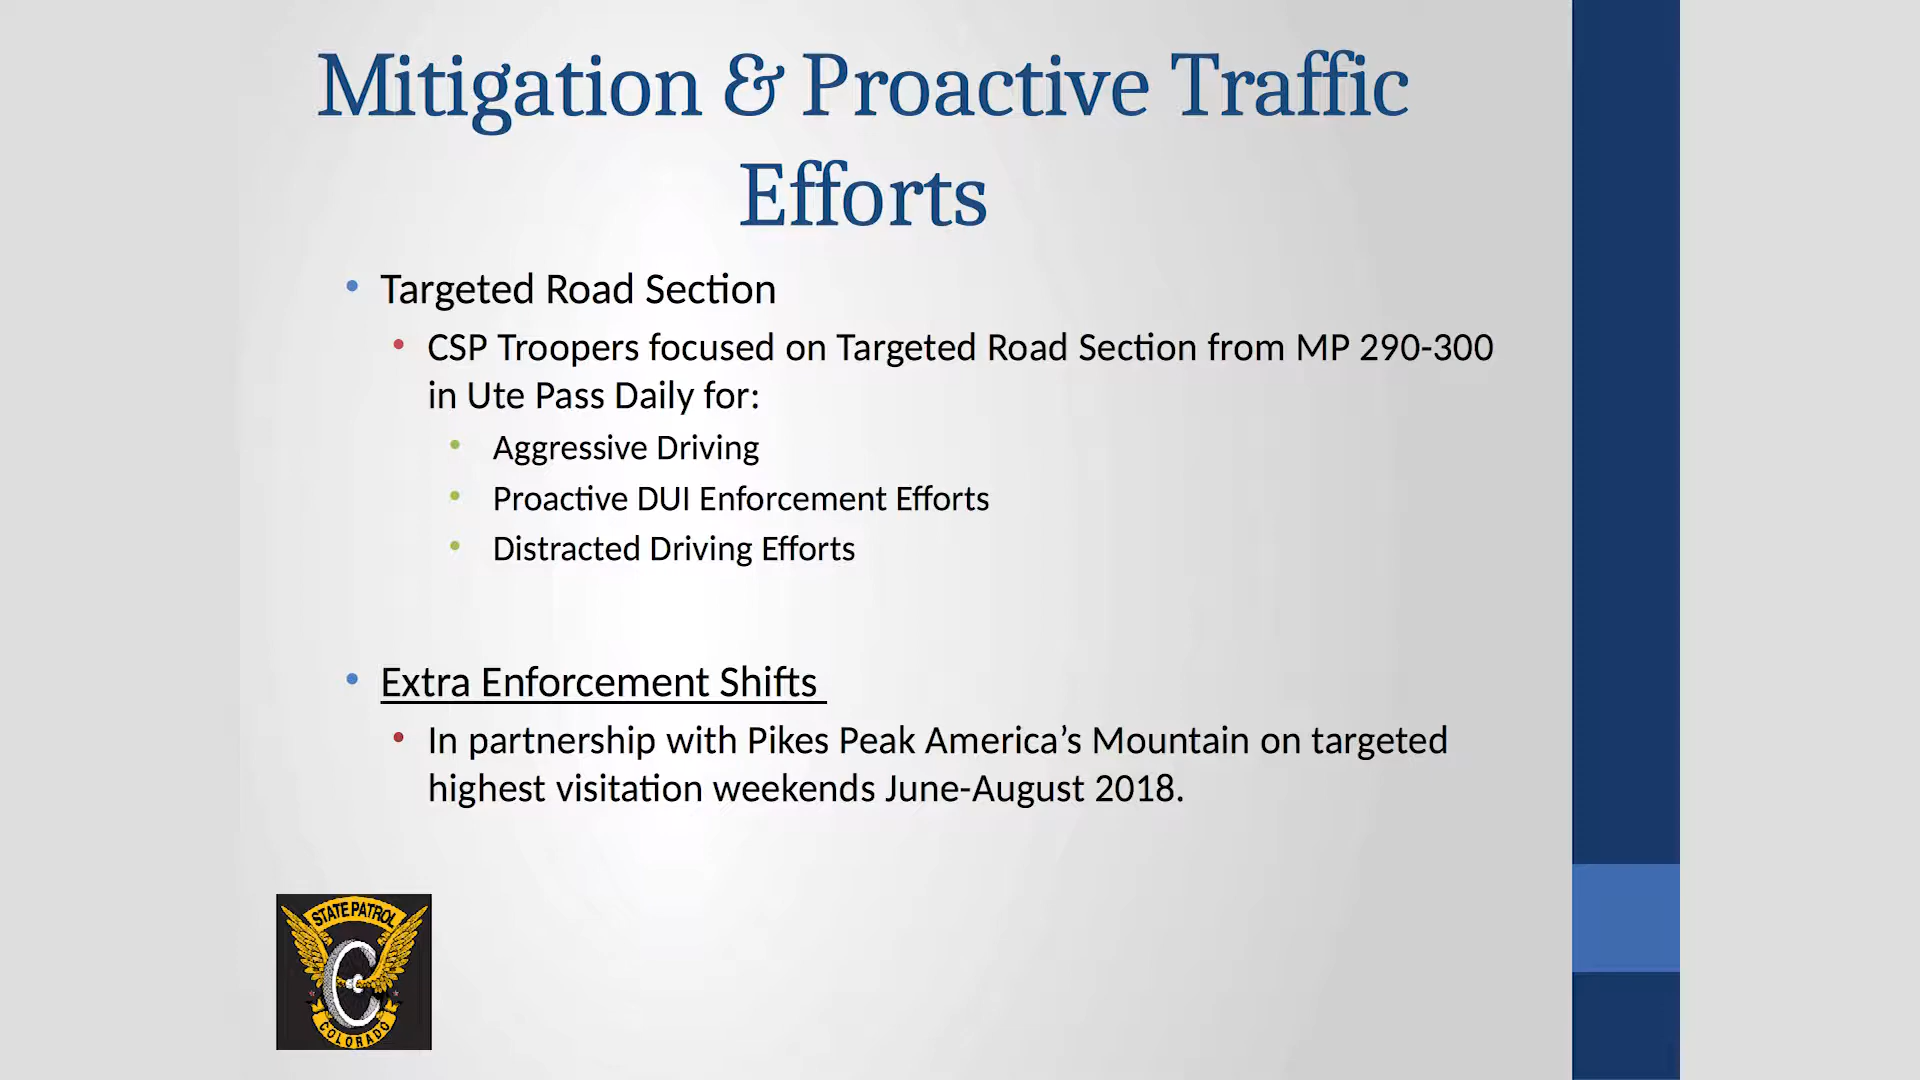 Mitigation & Proactive Traffic
Efforts
• Targeted Road Section
• CSP Troopers focused on Targeted Road Section from MP 290-300
in Ute Pass Daily for:
• Aggressive Driving
• Proactive DUI Enforcement Efforts
• Distracted Driving Efforts
• Extra Enforcement Shifts
• In partnership with Pikes Peak America’s Mountain on targeted
highest visitation weekends June-August 2018.
STATE PATROL
C
COLORADO